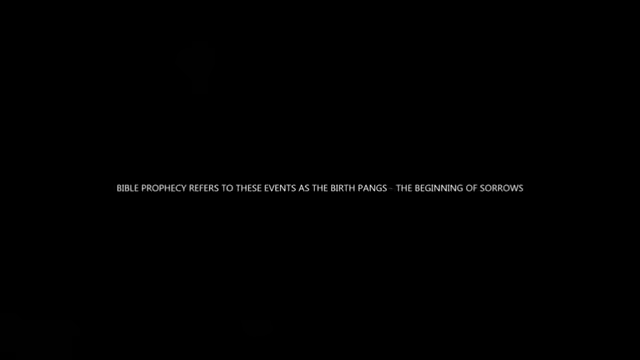 BIBLE PROPHECY REFERS TO THESE EVENTS AS THE BIRTH PANGS - THE BEGINNING OF SORROWS